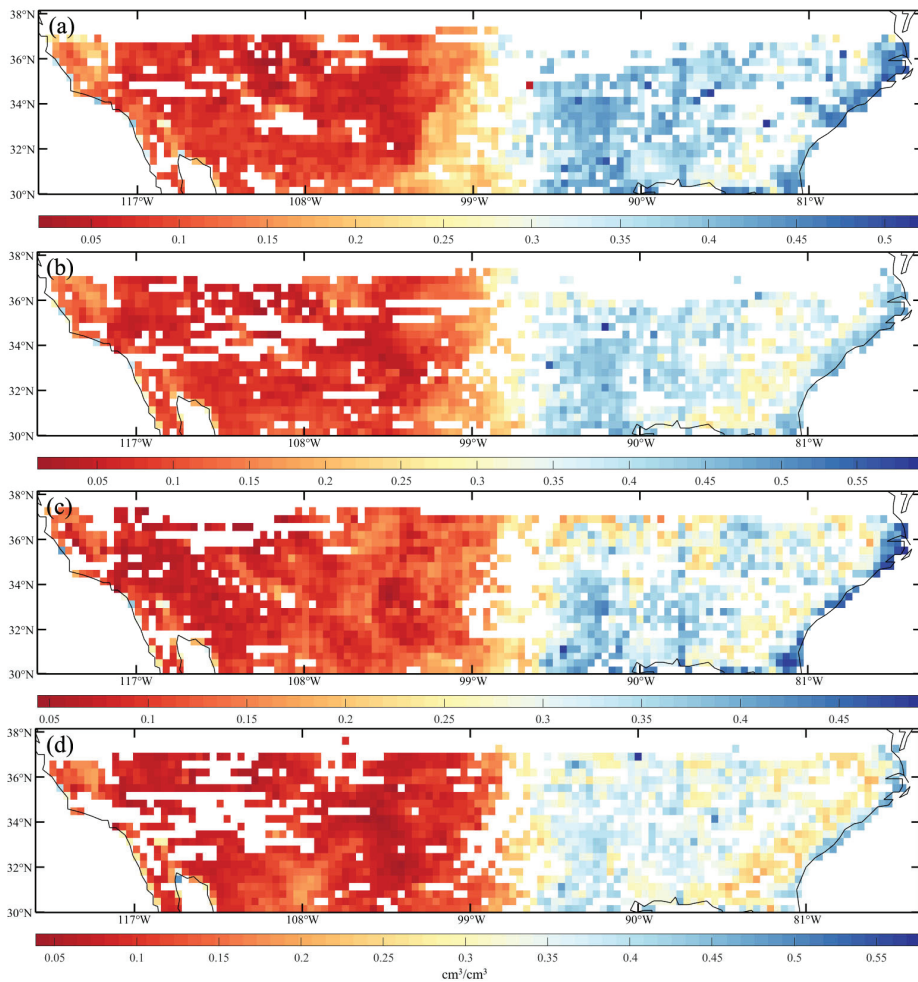 (a)
38°N
36°N
34°N
32°N
30°N
117°W 108°W 99°W 90°W 81°W
0.05 0.1 0.15 0.2 0.25 0.3 0.35 0.4 0.45 0.5
(b)
38°N
36°N
34°N
32°N
30°N
117°W 108°W 99°W 90°W 81°W
0.05 0.1 0.15 0.2 0.25 0.3 0.35 0.4 0.45 0.5 0.55
(c)
38°N
36°N
34°N
32°N
30°N
117°W 108°W 99°W 90°W 81°W
0.05 0.1 0.15 0.2 0.25 0.3 0.35 0.4 0.45
(d)
38°N
36°N
34°N
32°N
30°N
117°W 108°W 99°W 90°W 81°W
0.05 0.1 0.15 0.2 0.25 0.3 0.35 0.4 0.45 0.5 0.55
cm³/cm³